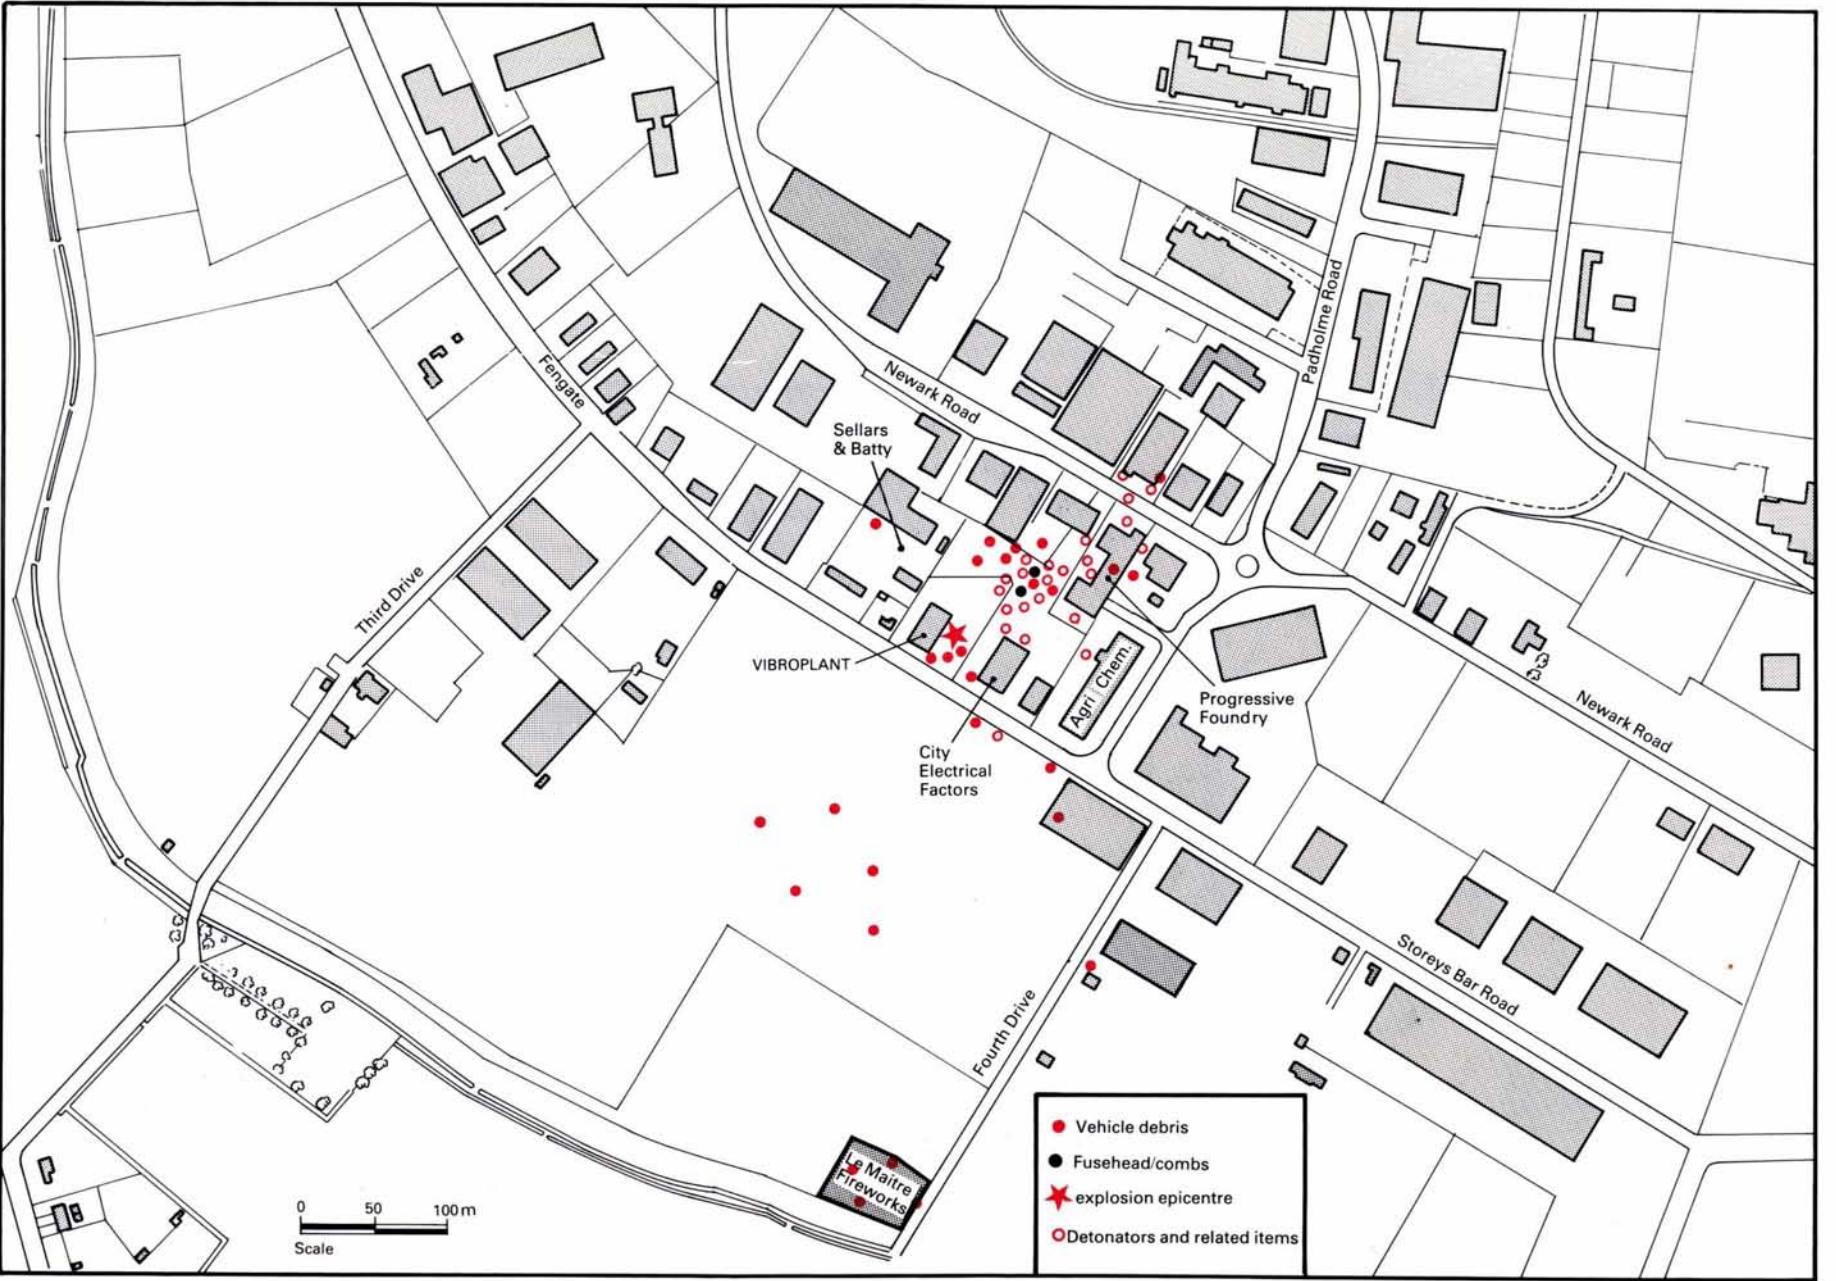 Padholme Road
Fengate
Newark Road
Sellars
& Batty
Third Drive
VIBROPLANT
Agri Chem.
Progressive
Foundry
Newark Road
City
Electrical
Factors
Storeys Bar Road
Fourth Drive
Le Maitre
Fireworks
0 50 100 m
Scale
Vehicle debris
Fusehead/combs
explosion epicentre
Detonators and related items